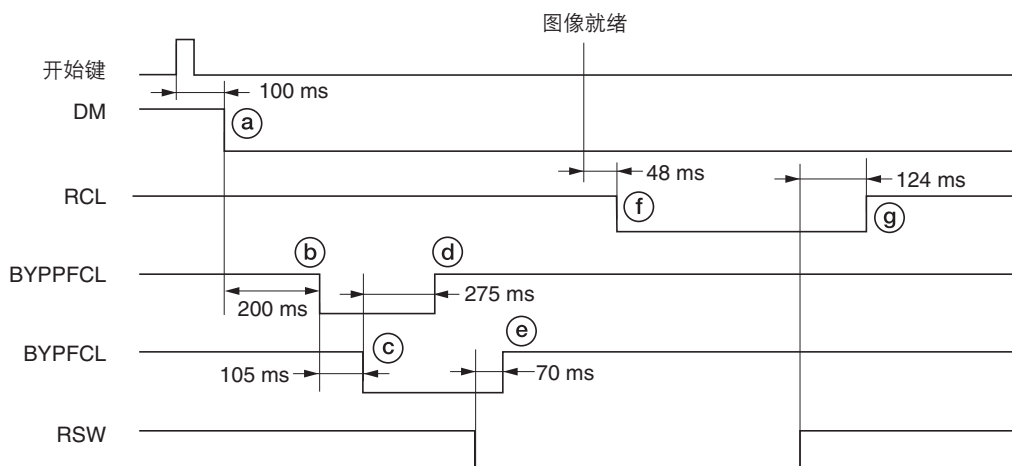 图像就绪
开始键
100 ms
DM
ⓐ
48 ms
124 ms
RCL
ⓕ
ⓖ
ⓑ
ⓓ
BYPPFCL
200 ms
275 ms
ⓔ
BYPFCL
ⓒ
105 ms
70 ms
RSW